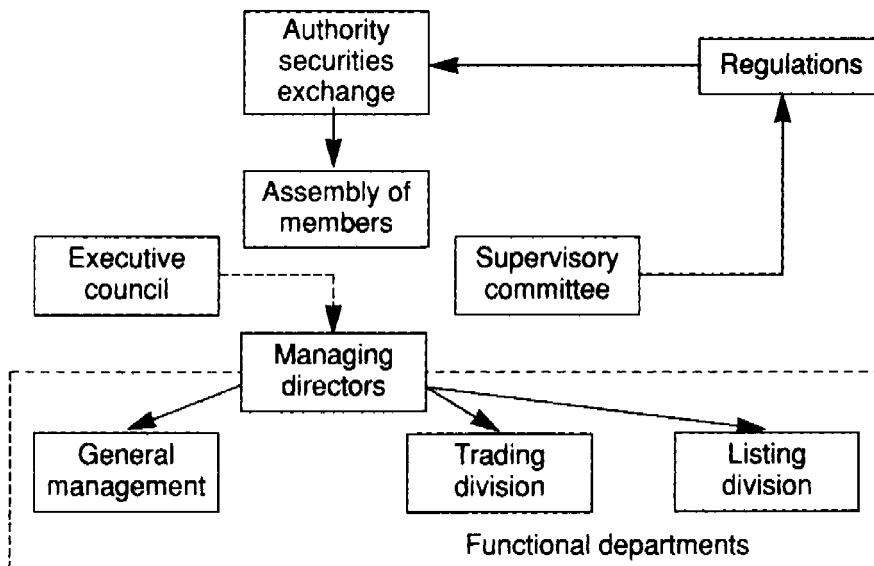 Authority
securities
exchange
Regulations
Assembly of
members
Executive
council
Supervisory
committee
Managing
directors
General
management
Trading
division
Listing
division
Functional departments